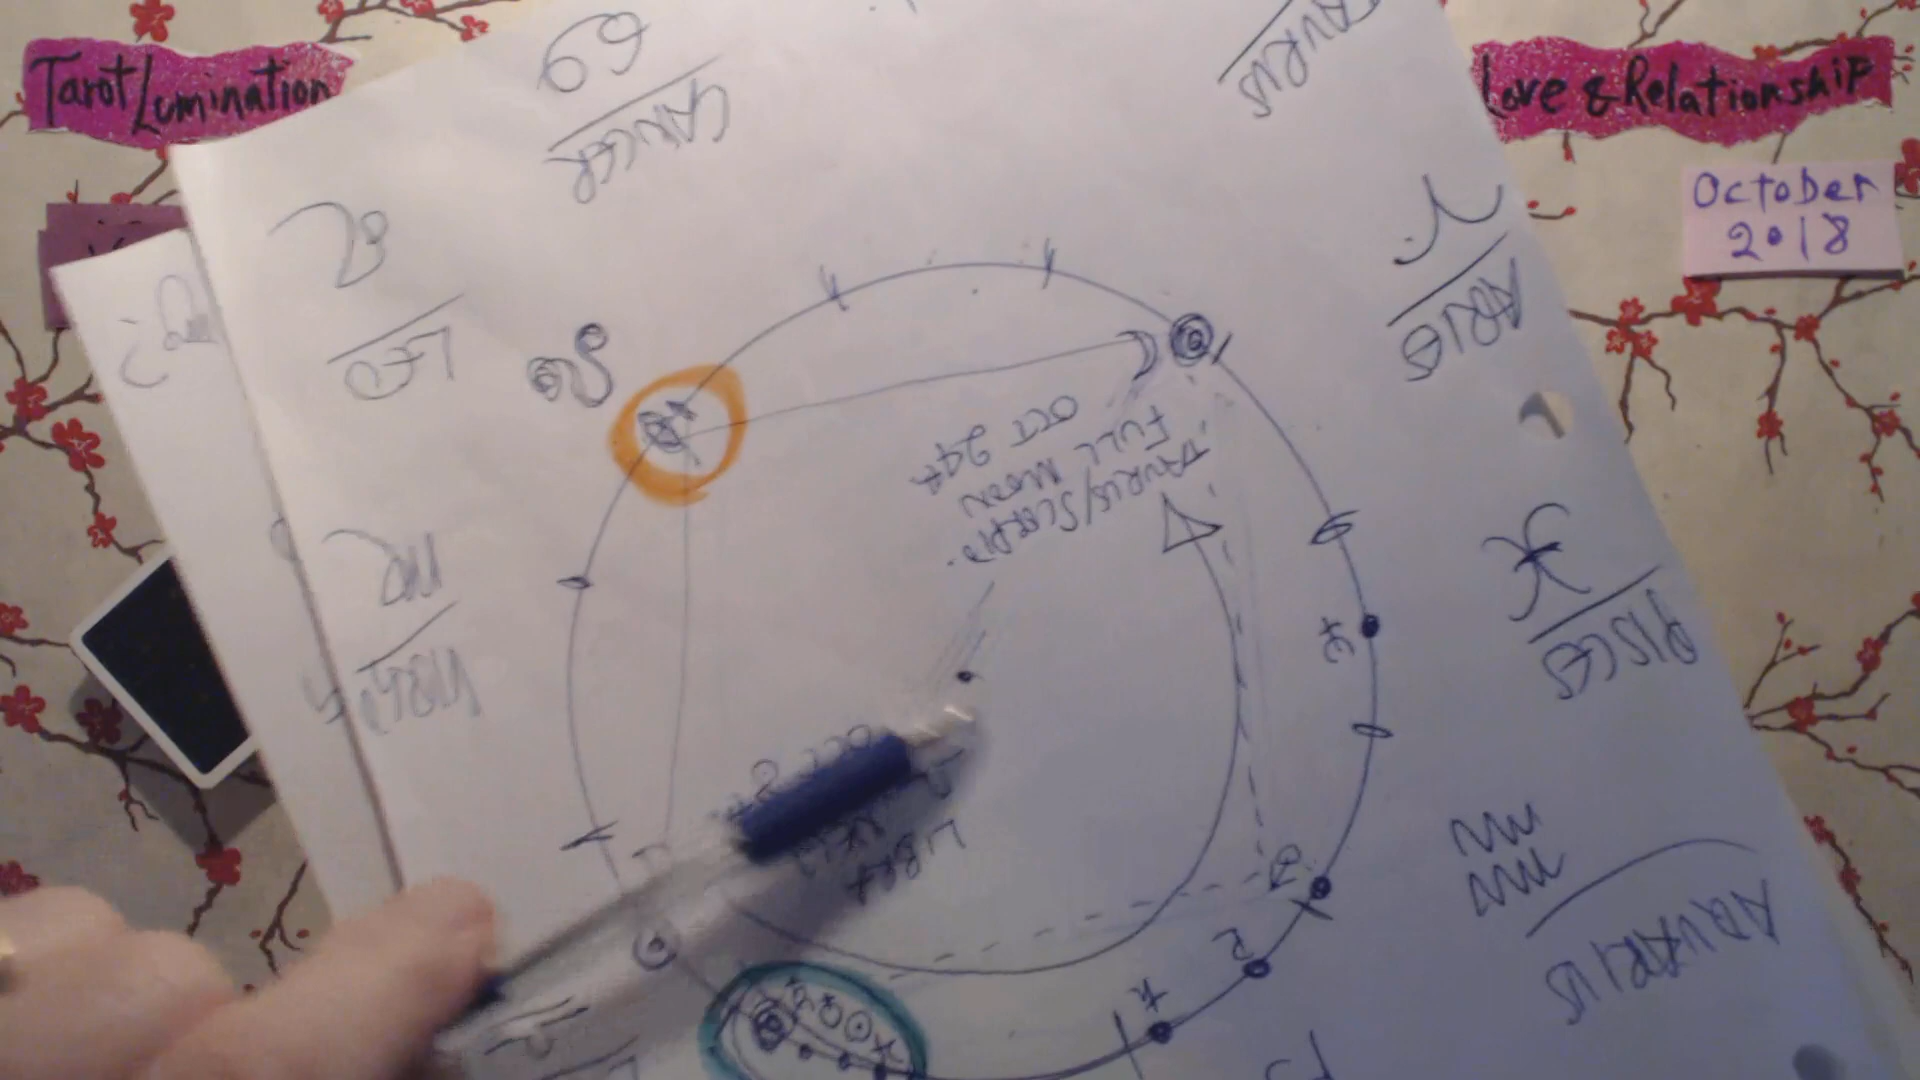 Tarot Lumination
Love & Relationship
October
2018
CANCER
TAURUS
LEO
ARIES
TAURUS/SCORPIO
FULL MOON
OCT 24th
VIRGO
PISCES
LIBRA
AQUARIUS